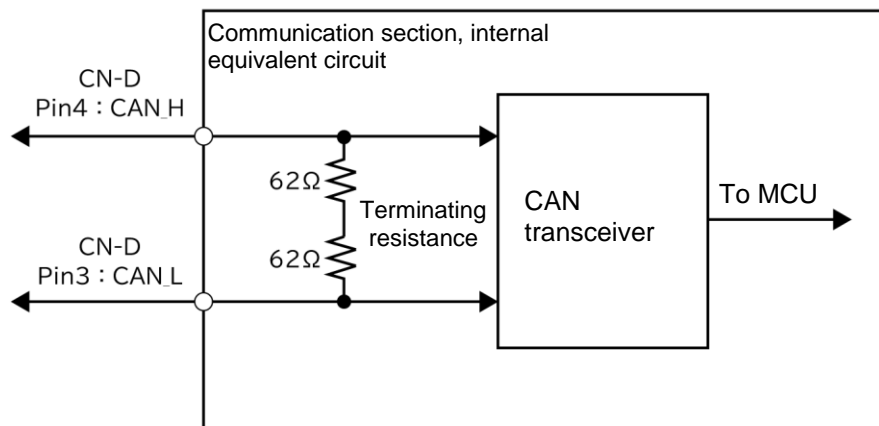 Communication section, internal
equivalent circuit
CN-D
Pin4：CAN_H
62Ω
Terminating
resistance
62Ω
CN-D
Pin3：CAN_L
CAN
transceiver
To MCU